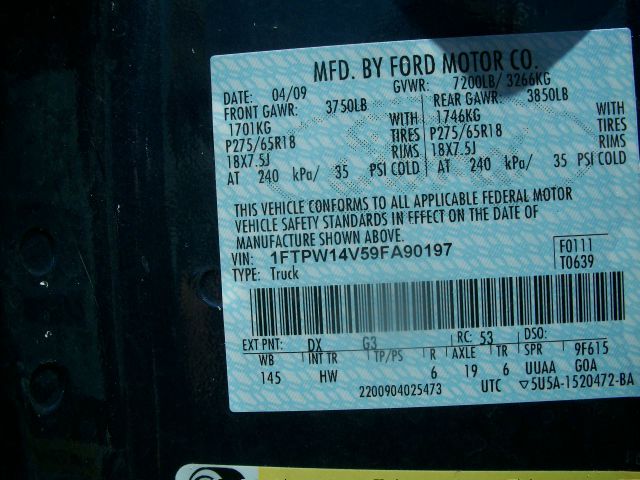 MFD. BY FORD MOTOR CO.
DATE: 04/09 GVWR: 7200LB/ 3266KG
FRONT GAWR: 3750LB REAR GAWR: 3850LB
1701KG WITH 1746KG WITH
P275/65R18 TIRES P275/65R18 TIRES
18X7.5J RIMS 18X7.5J RIMS
AT 240 kPa/ 35 PSI COLD AT 240 kPa/ 35 PSI COLD
THIS VEHICLE CONFORMS TO ALL APPLICABLE FEDERAL MOTOR
VEHICLE SAFETY STANDARDS IN EFFECT ON THE DATE OF
MANUFACTURE SHOWN ABOVE.
VIN: 1FTPW14V59FA90197 F0111
TYPE: Truck T0639
EXT PNT: DX G3 RC: 53 DSO:
WB INT TR TP/PS R AXLE TR SPR 9F615
145 HW 6 19 6 UUAA GOA
2200904025473 UTC ▽5U5A-1520472-BA